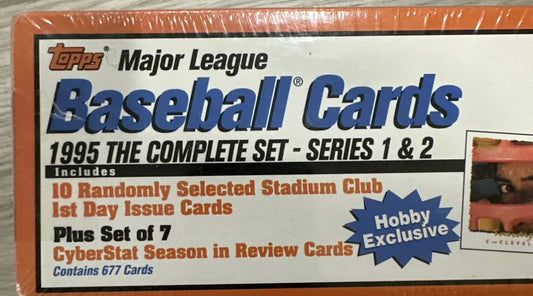 Topps Major League
Baseball® Cards
1995 THE COMPLETE SET - SERIES 1 & 2
Includes
10 Randomly Selected Stadium Club
1st Day Issue Cards
Plus Set of 7
CyberStat Season in Review Cards
Contains 677 Cards
Hobby
Exclusive